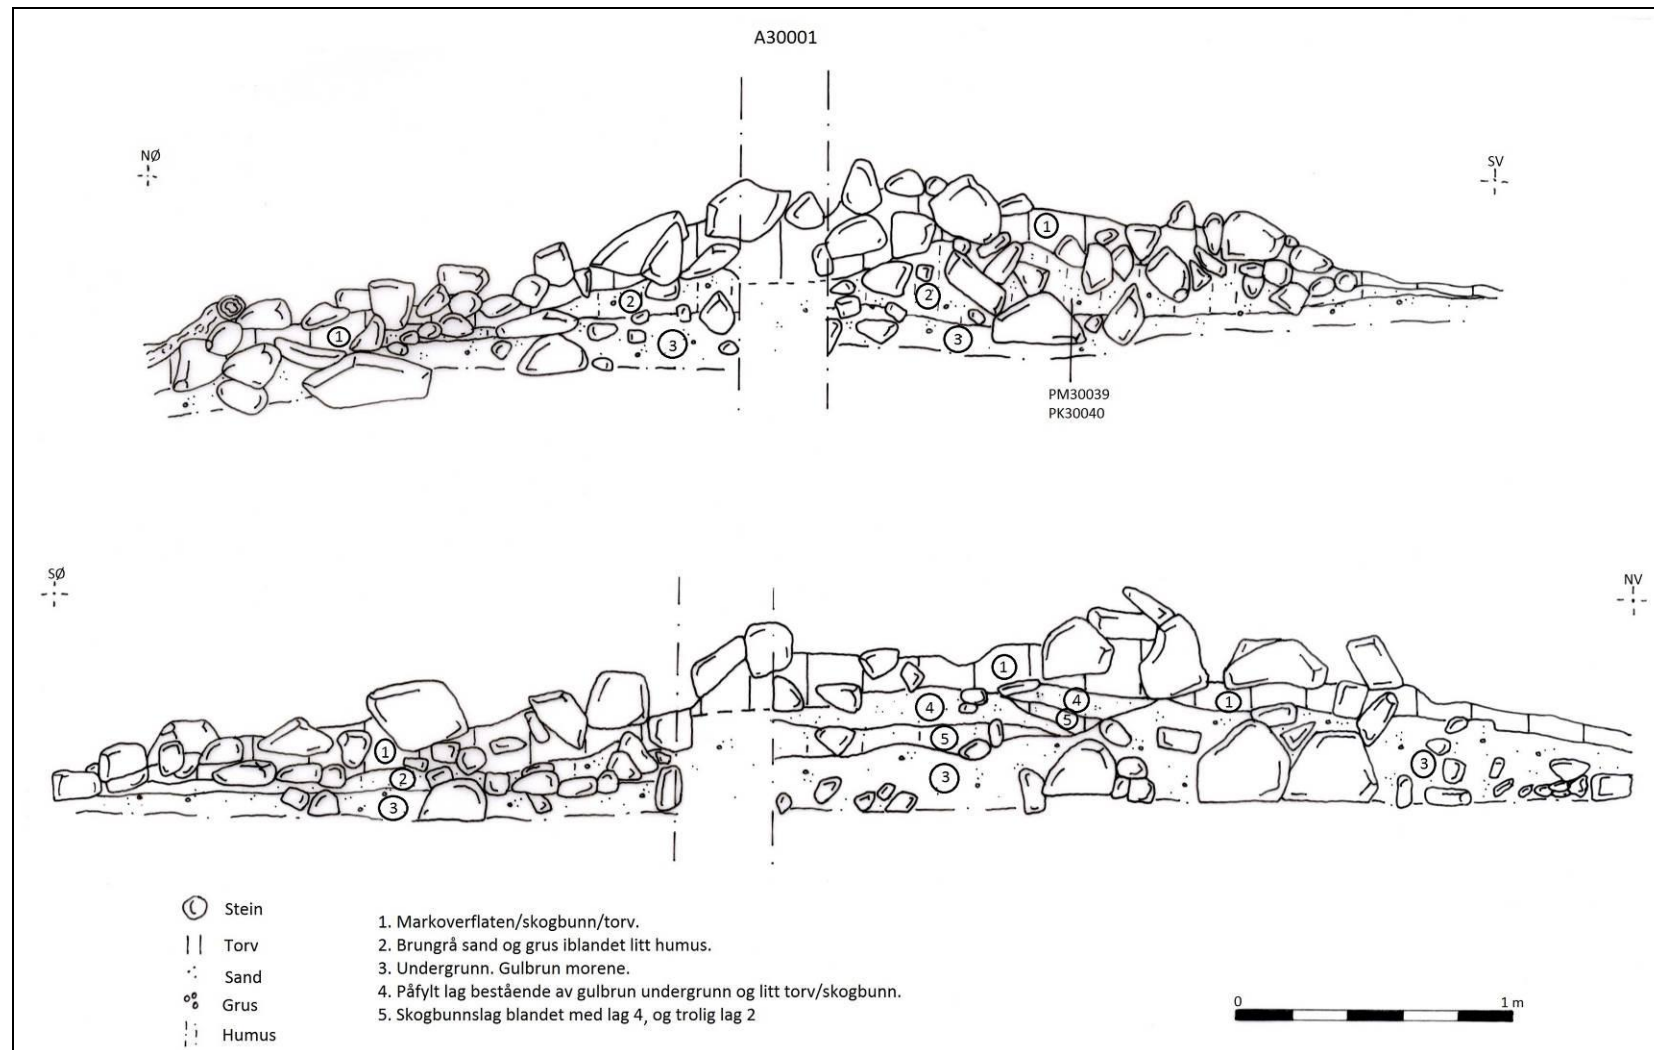 A30001
NØ
SV
1
1
2
2
3
3
PM30039
PK30040
SØ
NV
1
4
4
1
5
1
5
2
3
3
3
Stein
Torv
Sand
Grus
Humus
1. Markoverflaten/skogbunn/torv.
2. Brungrå sand og grus iblandet litt humus.
3. Undergrunn. Gulbrun morene.
4. Påfylt lag bestående av gulbrun undergrunn og litt torv/skogbunn.
5. Skogbunnslag blandet med lag 4, og trolig lag 2
0 1 m